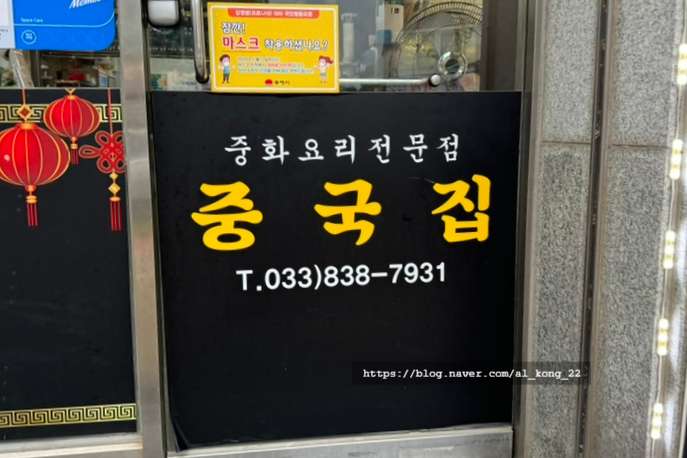 잠깐!
마스크 착용하셨나요?
중화요리전문점
중국집
T.033)838-7931
https://blog.naver.com/al_kong_22